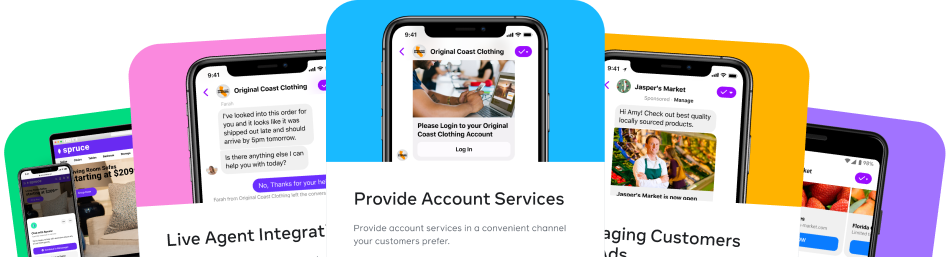 spruce
Living Room Sofas
starting at $209
9:41
Original Coast Clothing
Farah
I've looked into this order for
you and it looks like it was
shipped out late and should
arrive by 5pm tomorrow.
Is there anything else I can
help you with today?
No, Thanks for your he
Farah from Original Coast Clothing left the convers
Live Agent Integrat
9:41
Original Coast Clothing
Please Login to your Original
Coast Clothing Account
Log In
Provide Account Services
Provide account services in a convenient channel
your customers prefer.
9:41
Jasper's Market
Sponsored · Manage
Hi Amy! Check out best quality
locally sourced products.
Jasper's Market is now open
aging Customers
Ads
98%
Florida